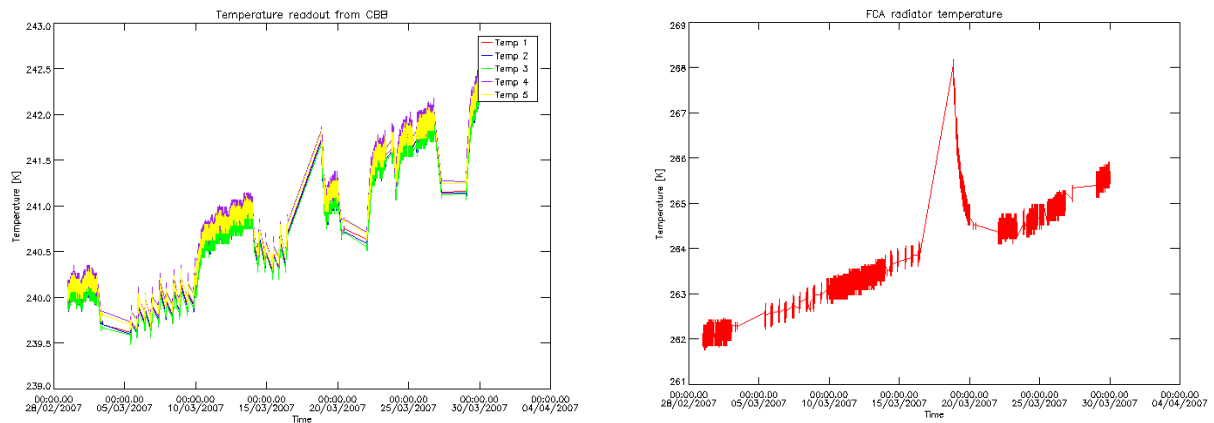 Temperature readout from CBB
243.0
242.5
242.0
241.5
241.0
240.5
240.0
239.5
239.0
Temperature [K]
Temp 1
Temp 2
Temp 3
Temp 4
Temp 5
00:00.00 00:00.00 00:00.00 00:00.00 00:00.00 00:00.00 00:00.00 00:00.00
28/02/2007 05/03/2007 10/03/2007 15/03/2007 20/03/2007 25/03/2007 30/03/2007 04/04/2007
Time
FCA radiator temperature
269
268
267
266
265
264
263
262
261
Temperature [K]
00:00.00 00:00.00 00:00.00 00:00.00 00:00.00 00:00.00 00:00.00 00:00.00
28/02/2007 05/03/2007 10/03/2007 15/03/2007 20/03/2007 25/03/2007 30/03/2007 04/04/2007
Time